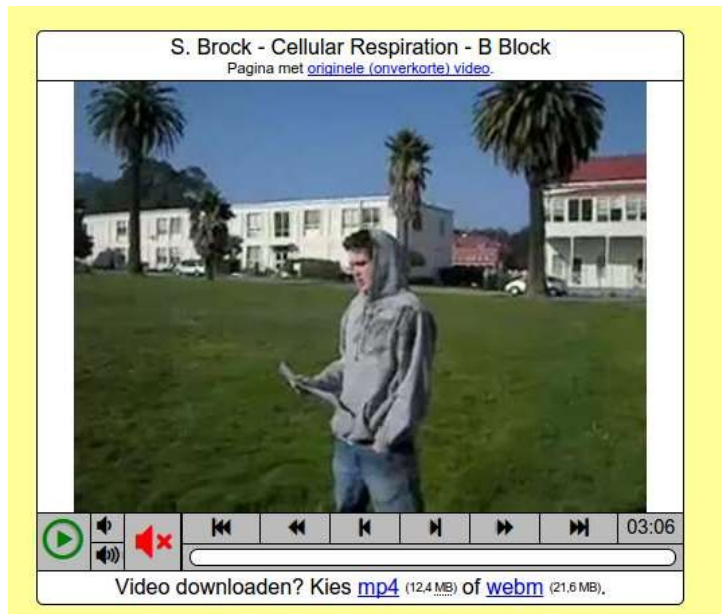 S. Brock - Cellular Respiration - B Block
Pagina met originele (onverkorte) video.
03:06
Video downloaden? Kies mp4 (12,4 MB) of webm (21,6 MB).